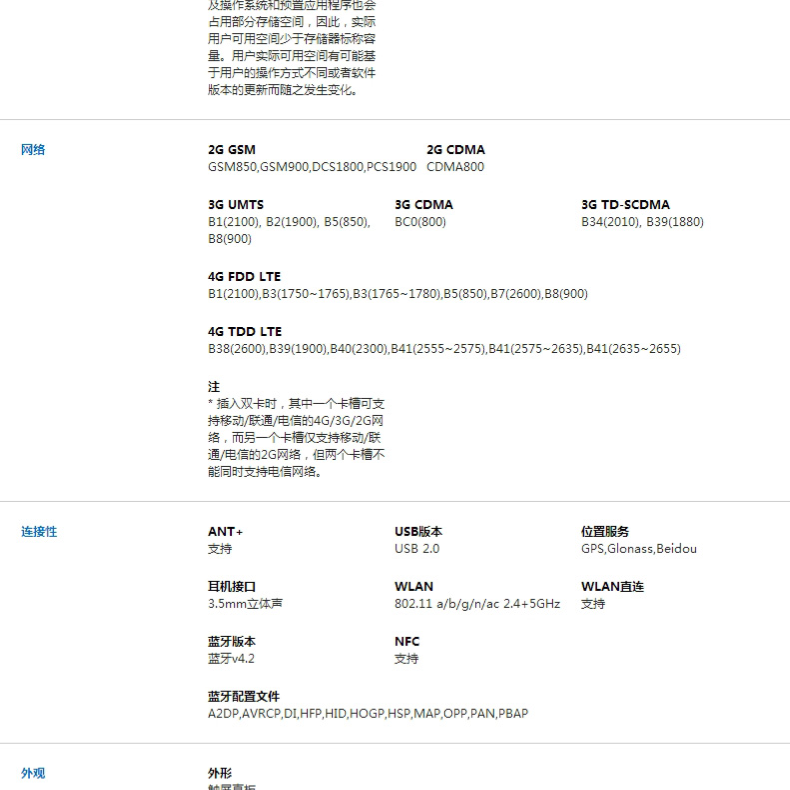 及操作系统和预置应用程序也会
占用部分存储空间，因此，实际
用户可用空间少于存储器标称容
量。用户实际可用空间有可能基
于用户的操作方式不同或者软件
版本的更新而随之发生变化。
网络
2G GSM
GSM850,GSM900,DCS1800,PCS1900
2G CDMA
CDMA800
3G UMTS
B1(2100), B2(1900), B5(850),
B8(900)
3G CDMA
BC0(800)
3G TD-SCDMA
B34(2010), B39(1880)
4G FDD LTE
B1(2100),B3(1750~1765),B3(1765~1780),B5(850),B7(2600),B8(900)
4G TDD LTE
B38(2600),B39(1900),B40(2300),B41(2555~2575),B41(2575~2635),B41(2635~2655)
注
* 插入双卡时，其中一个卡槽可支
持移动/联通/电信的4G/3G/2G网
络，而另一个卡槽仅支持移动/联
通/电信的2G网络，但两个卡槽不
能同时支持电信网络。
连接性
ANT+
支持
USB版本
USB 2.0
位置服务
GPS,Glonass,Beidou
耳机接口
3.5mm立体声
WLAN
802.11 a/b/g/n/ac 2.4+5GHz
WLAN直连
支持
蓝牙版本
蓝牙v4.2
NFC
支持
蓝牙配置文件
A2DP,AVRCP,DI,HFP,HID,HOGP,HSP,MAP,OPP,PAN,PBAP
外观
外形
触屏直板